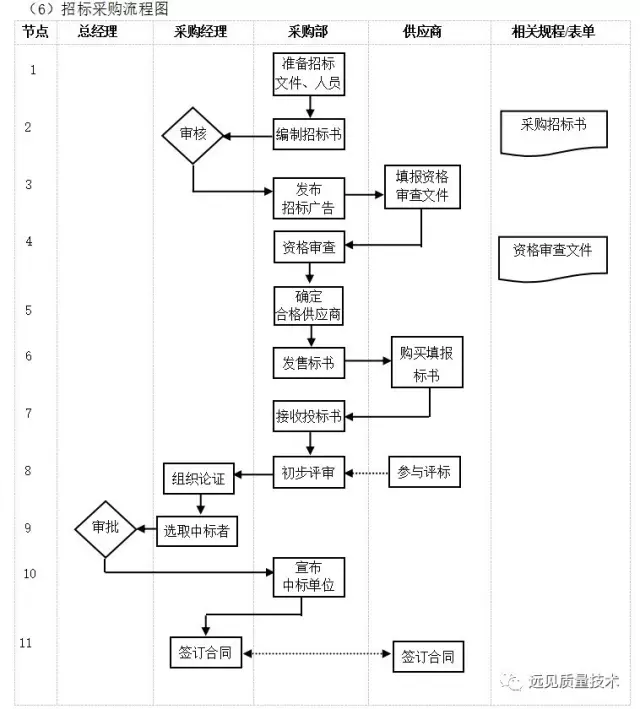 （6）招标采购流程图
节点 总经理 采购经理 采购部 供应商 相关规程/表单
1
准备招标
文件、人员
2
审核
编制招标书
采购招标书
3
发布
招标广告
填报资格
审查文件
4
资格审查
资格审查文件
5
确定
合格供应商
6
发售标书
购买填报
标书
7
接收投标书
8
组织论证
初步评审
参与评标
9
审批
选取中标者
10
宣布
中标单位
11
签订合同
签订合同
远见质量技术